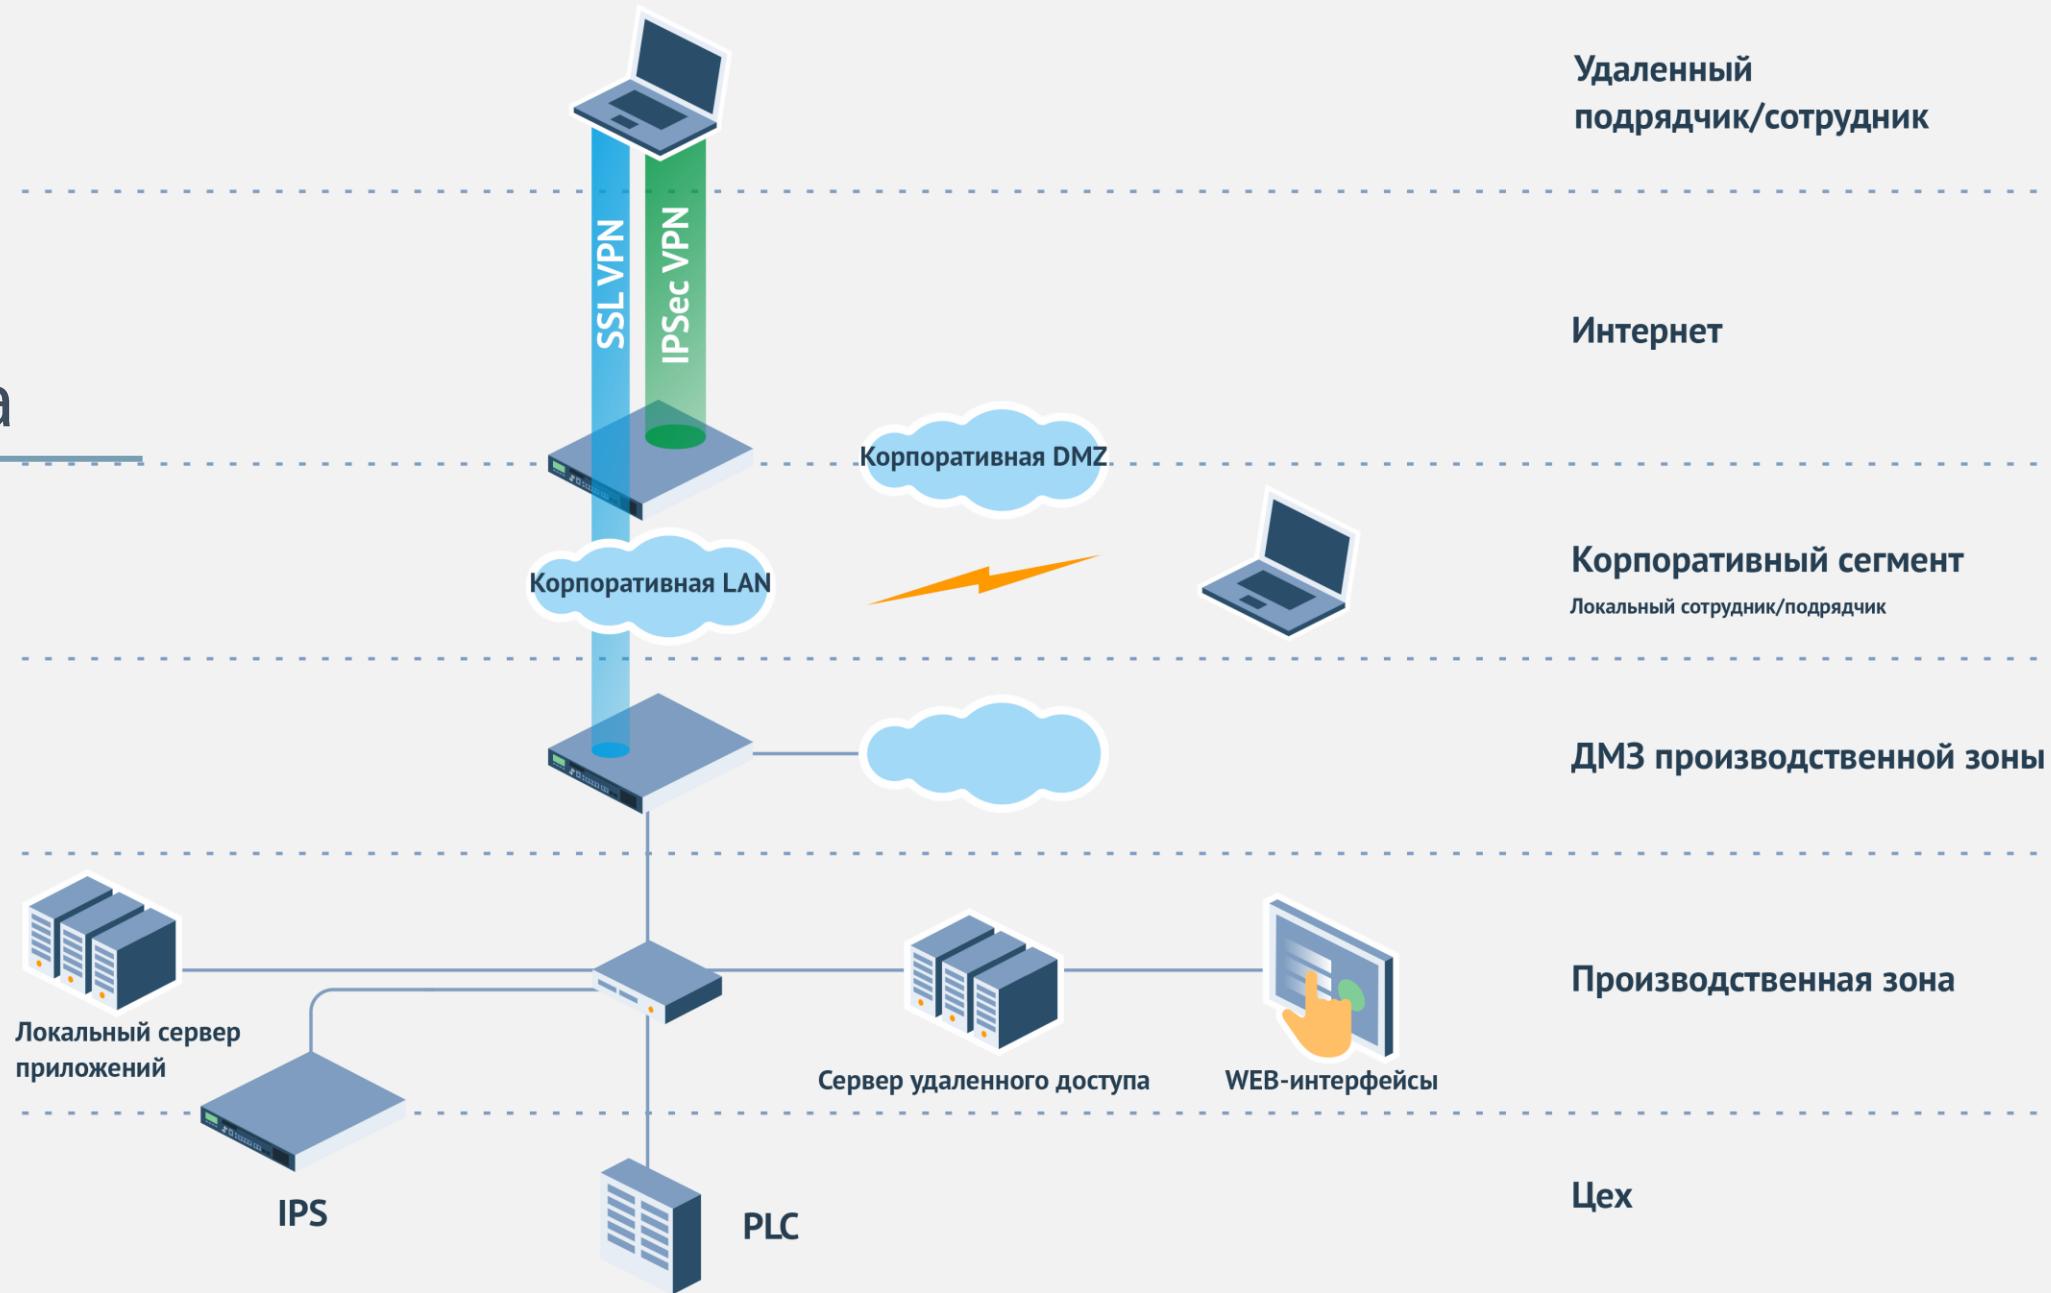 Удаленный
подрядчик/сотрудник
SSL VPN
IPSec VPN
Интернет
а
Корпоративная DMZ
Корпоративная LAN
Корпоративный сегмент
Локальный сотрудник/подрядчик
ДМЗ производственной зоны
Производственная зона
Локальный сервер
приложений
Сервер удаленного доступа
WEB-интерфейсы
IPS
PLC
Цех